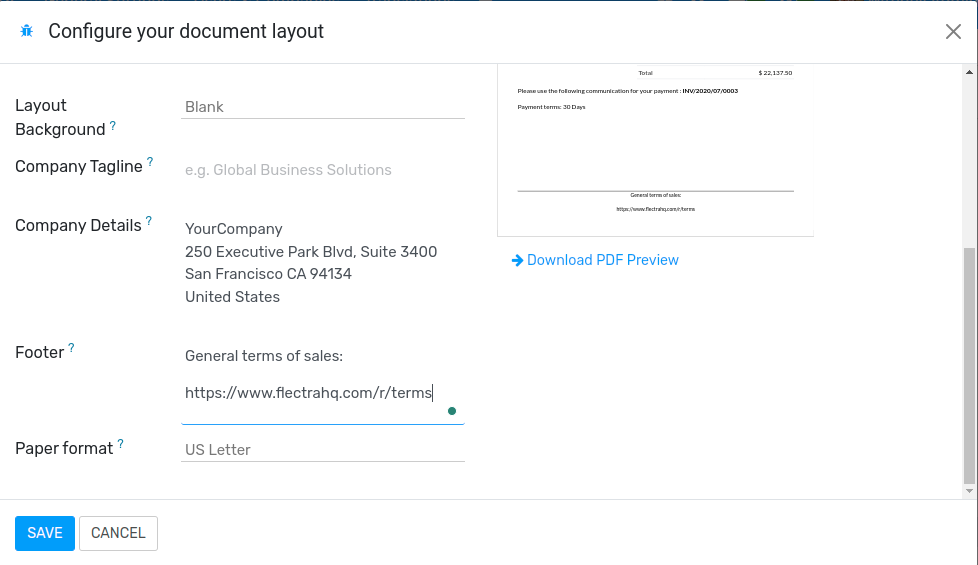 Configure your document layout
Layout
Background ?
Blank
Company Tagline ?
e.g. Global Business Solutions
Company Details ?
YourCompany
250 Executive Park Blvd, Suite 3400
San Francisco CA 94134
United States
Footer ?
General terms of sales:
https://www.flectrahq.com/r/terms
Paper format ?
US Letter
Total $ 22,137.50
Please use the following communication for your payment : INV/2020/07/0003
Payment terms: 30 Days
General terms of sales:
https://www.flectrahq.com/r/terms
Download PDF Preview
SAVE CANCEL